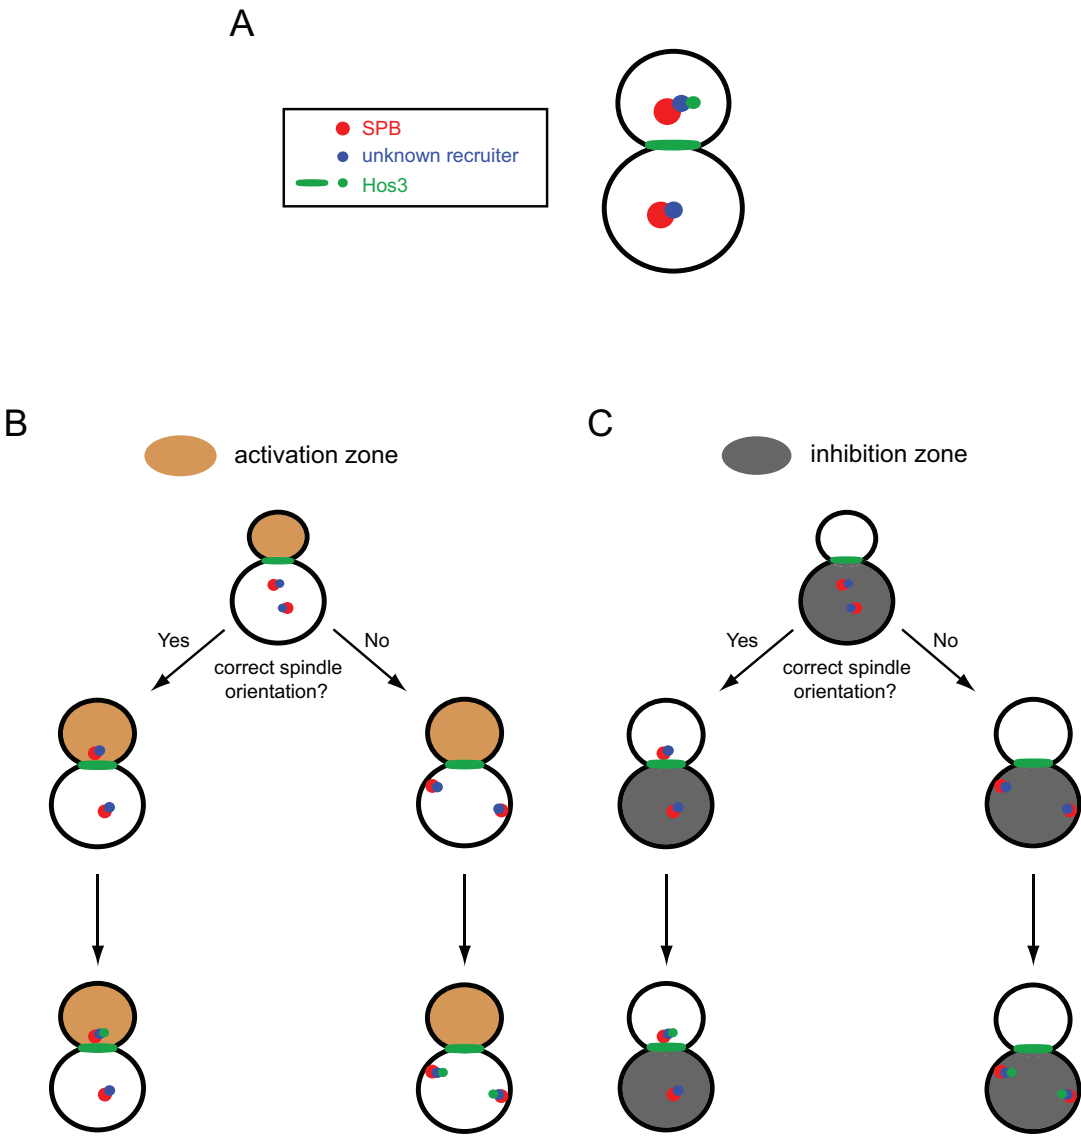 A
SPB
unknown recruiter
Hos3
B
activation zone
Yes
No
correct spindle
orientation?
C
inhibition zone
Yes
No
correct spindle
orientation?